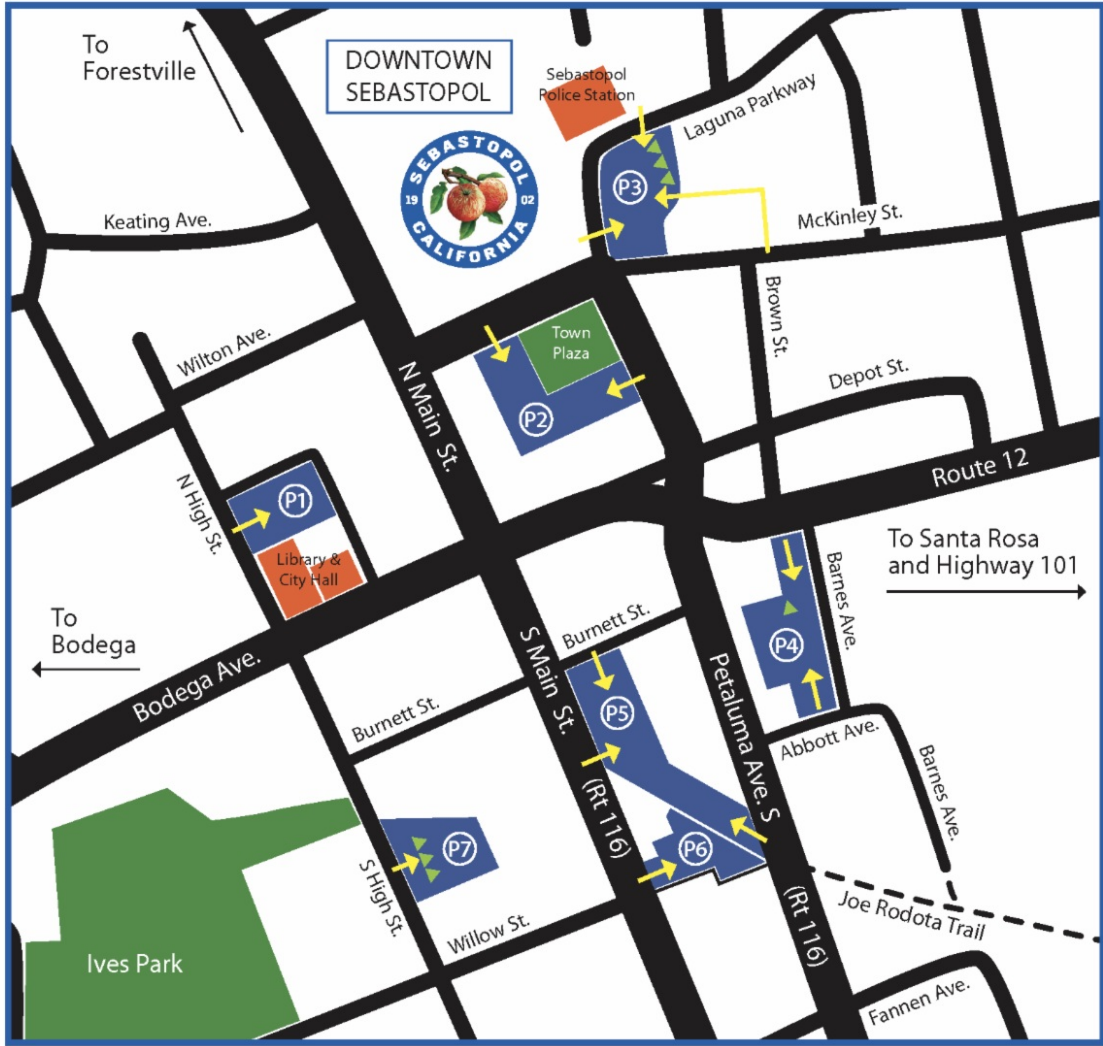 To
Forestville
DOWNTOWN
SEBASTOPOL
Sebastopol
Police Station
Laguna Parkway
SEBASTOPOL
19 02
CALIFORNIA
P3
Keating Ave.
McKinley St.
Brown St.
Wilton Ave.
Town
Plaza
N Main St.
P2
Depot St.
Route 12
P1
N High St.
Library &
City Hall
To Santa Rosa
and Highway 101
To
Bodega
Bodega Ave.
Burnett St.
Barnes Ave.
P4
S Main St.
Petaluma Ave. S
Burnett St.
P5
Abbott Ave.
Barnes Ave.
(Rt 116)
P7
P6
S High St.
Joe Rodota Trail
Willow St.
(Rt 116)
Ives Park
Fannen Ave.